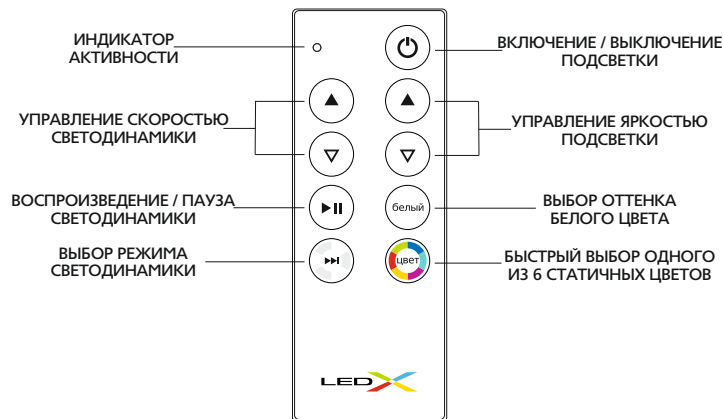 ИНДИКАТОР
АКТИВНОСТИ
ВКЛЮЧЕНИЕ / ВЫКЛЮЧЕНИЕ
ПОДСВЕТКИ
УПРАВЛЕНИЕ СКОРОСТЬЮ
СВЕТОДИНАМИКИ
УПРАВЛЕНИЕ ЯРКОСТЬЮ
ПОДСВЕТКИ
ВОСПРОИЗВЕДЕНИЕ / ПАУЗА
СВЕТОДИНАМИКИ
белый
ВЫБОР ОТТЕНКА
БЕЛОГО ЦВЕТА
ВЫБОР РЕЖИМА
СВЕТОДИНАМИКИ
цвет
БЫСТРЫЙ ВЫБОР ОДНОГО
ИЗ 6 СТАТИЧНЫХ ЦВЕТОВ
LED X